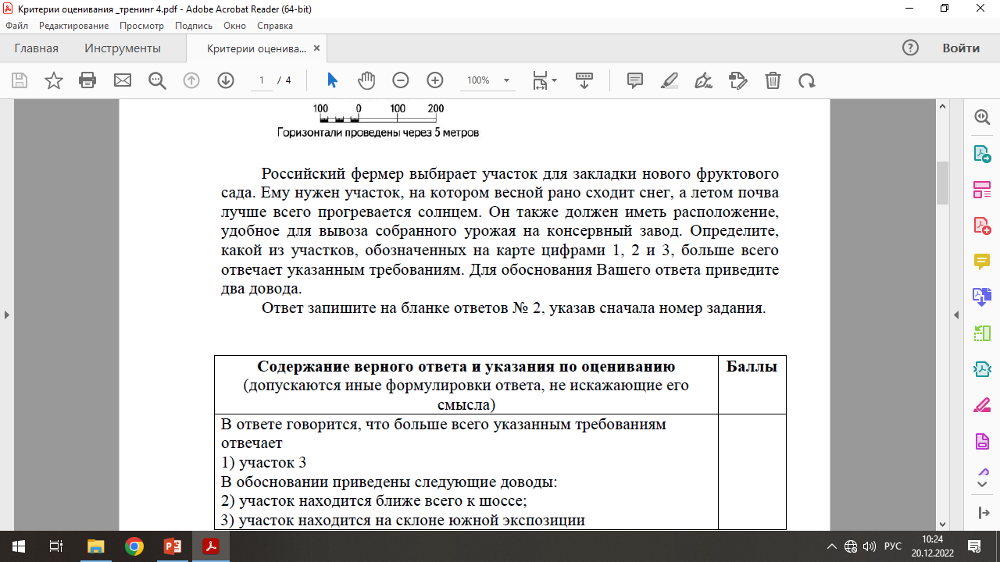 Критерии оценивания _тренинг 4.pdf - Adobe Acrobat Reader (64-bit)
Файл Редактирование Просмотр Подпись Окно Справка
Главная Инструменты Критерии оценива... × ? Войти
1 / 4 100%
100 0 100 200
Горизонтали проведены через 5 метров
Российский фермер выбирает участок для закладки нового фруктового
сада. Ему нужен участок, на котором весной рано сходит снег, а летом почва
лучше всего прогревается солнцем. Он также должен иметь расположение,
удобное для вывоза собранного урожая на консервный завод. Определите,
какой из участков, обозначенных на карте цифрами 1, 2 и 3, больше всего
отвечает указанным требованиям. Для обоснования Вашего ответа приведите
два довода.
Ответ запишите на бланке ответов № 2, указав сначала номер задания.
Содержание верного ответа и указания по оцениванию Баллы
(допускаются иные формулировки ответа, не искажающие его
смысла)
В ответе говорится, что больше всего указанным требованиям
отвечает
1) участок 3
В обосновании приведены следующие доводы:
2) участок находится ближе всего к шоссе;
3) участок находится на склоне южной экспозиции
РУС 10:24
20.12.2022